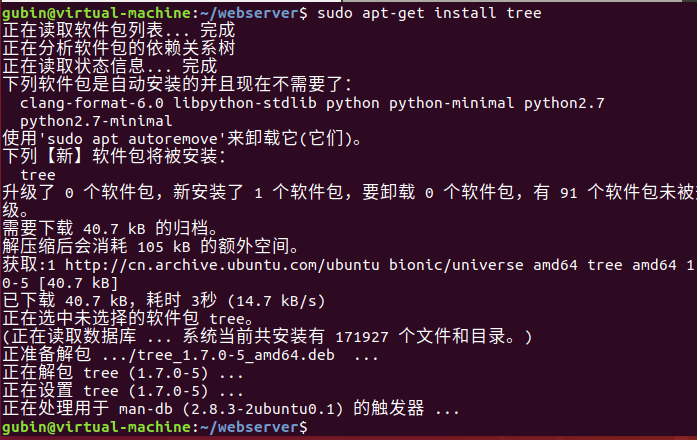 gubin@virtual-machine:~/webserver$ sudo apt-get install tree
正在读取软件包列表... 完成
正在分析软件包的依赖关系树
正在读取状态信息... 完成
下列软件包是自动安装的并且现在不需要了：
  clang-format-6.0 libpython-stdlib python python-minimal python2.7
  python2.7-minimal
使用'sudo apt autoremove'来卸载它(它们)。
下列【新】软件包将被安装：
  tree
升级了 0 个软件包，新安装了 1 个软件包，要卸载 0 个软件包，有 91 个软件包未被
级。
需要下载 40.7 kB 的归档。
解压缩后会消耗 105 kB 的额外空间。
获取:1 http://cn.archive.ubuntu.com/ubuntu bionic/universe amd64 tree amd64 1
0-5 [40.7 kB]
已下载 40.7 kB，耗时 3秒 (14.7 kB/s)
正在选中未选择的软件包 tree。
(正在读取数据库 ... 系统当前共安装有 171927 个文件和目录。)
正准备解包 .../tree_1.7.0-5_amd64.deb  ...
正在解包 tree (1.7.0-5) ...
正在设置 tree (1.7.0-5) ...
正在处理用于 man-db (2.8.3-2ubuntu0.1) 的触发器 ...
gubin@virtual-machine:~/webserver$